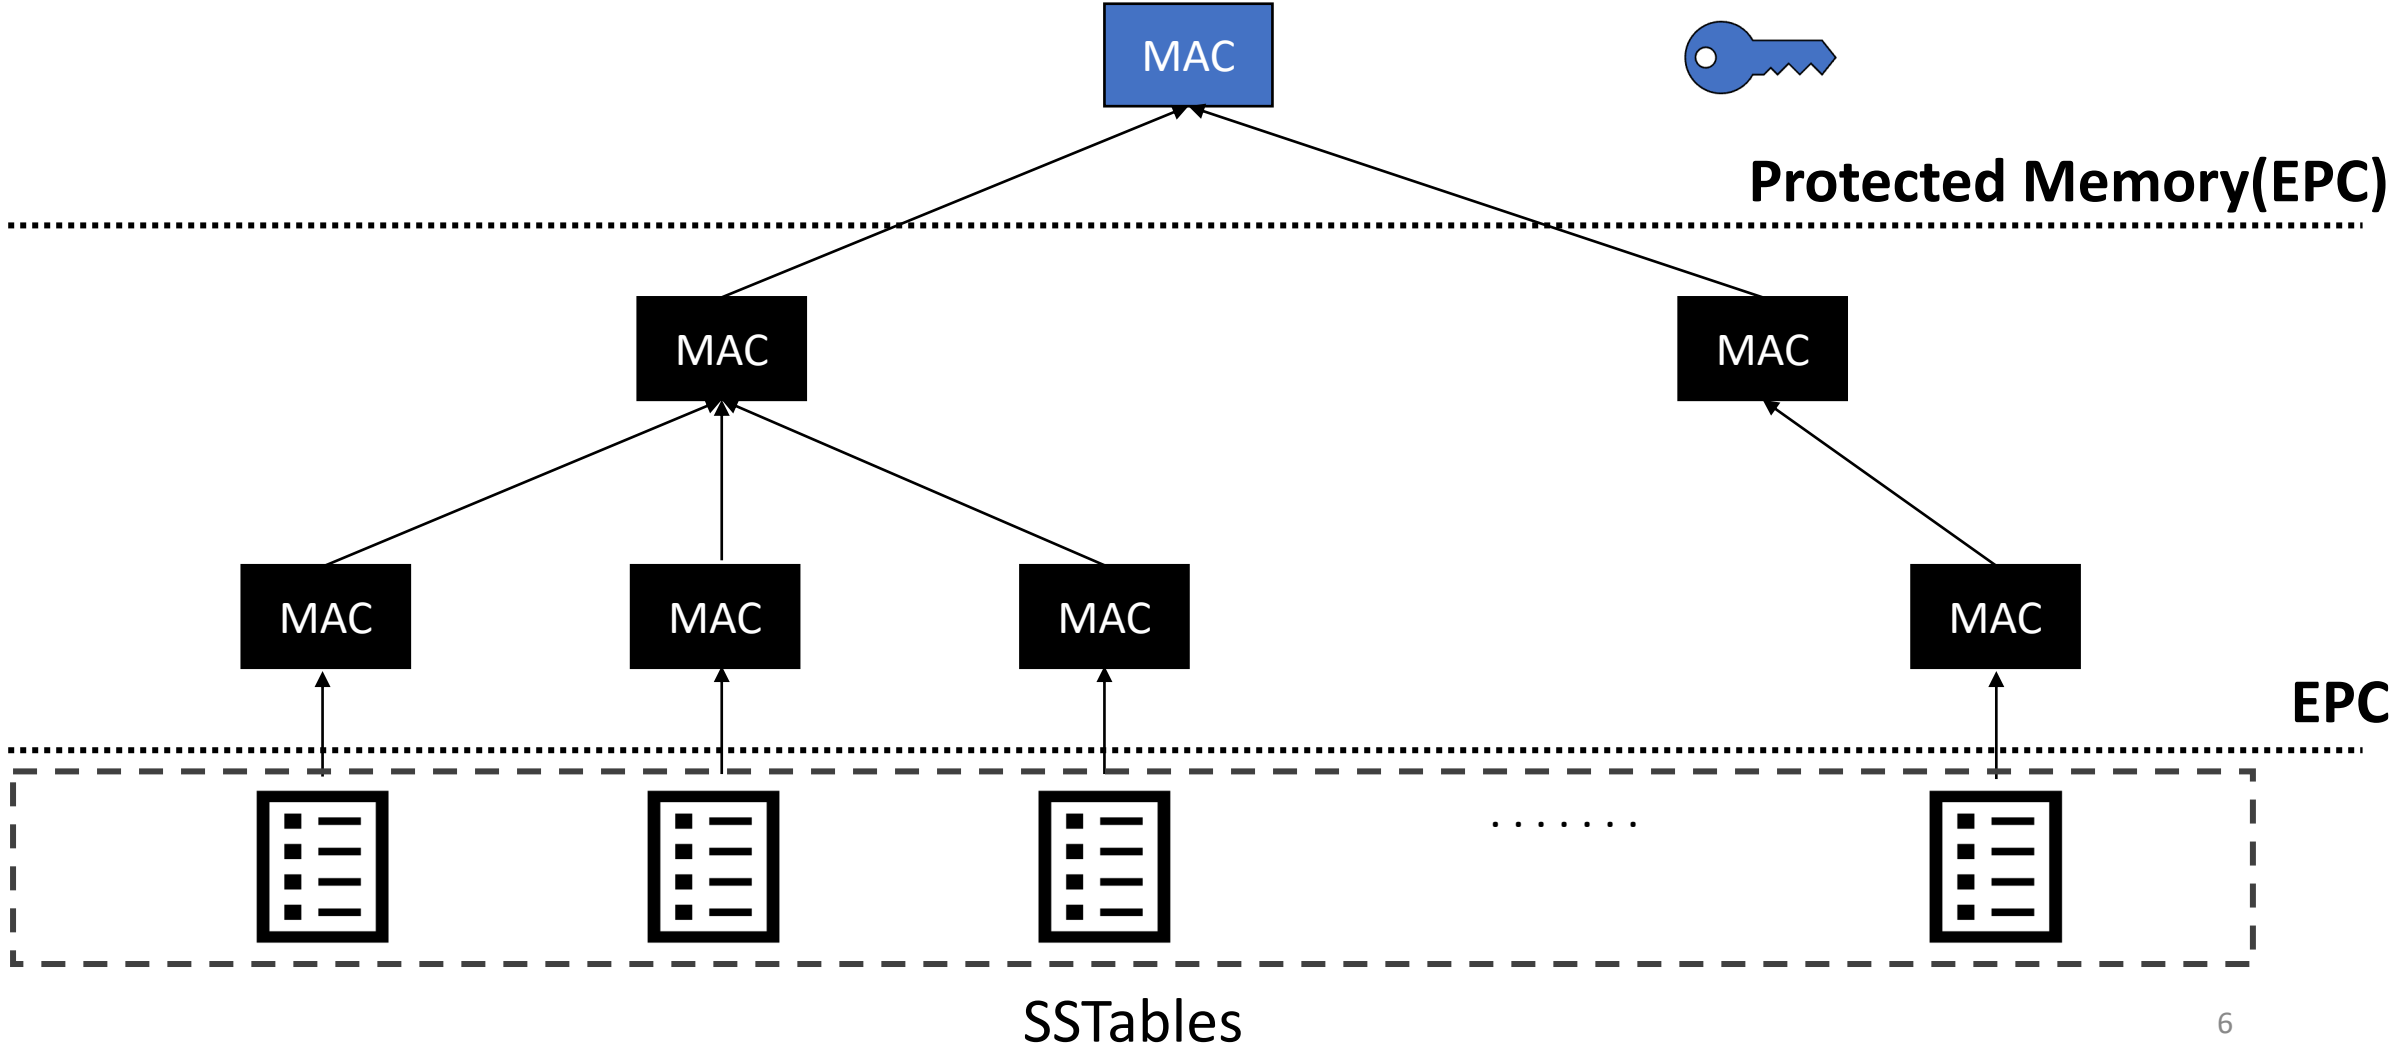 MAC
Protected Memory(EPC)
MAC MAC
MAC MAC MAC MAC
EPC
.......
SSTables
6